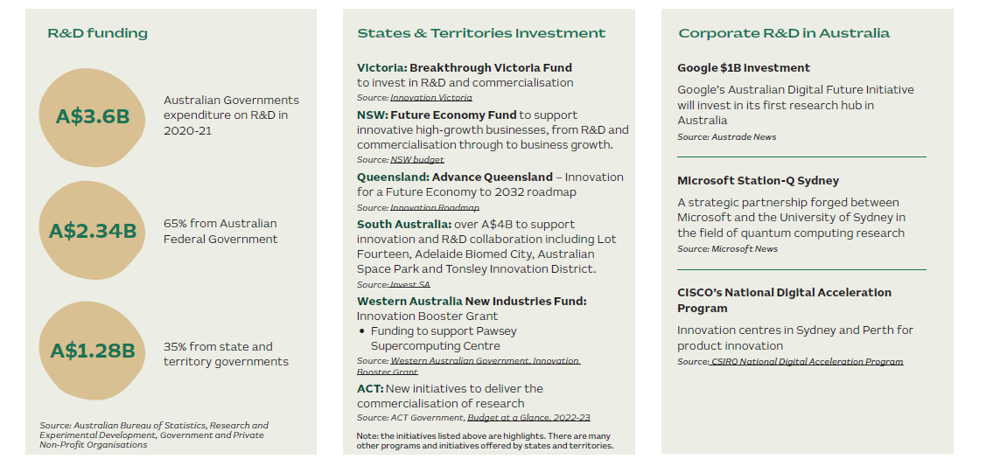 R&D funding
A$3.6B
Australian Governments
expenditure on R&D in
2020-21
A$2.34B
65% from Australian
Federal Government
A$1.28B
35% from state and
territory governments
Source: Australian Bureau of Statistics, Research and
Experimental Development, Government and Private
Non-Profit Organisations
States & Territories Investment
Victoria: Breakthrough Victoria Fund
to invest in R&D and commercialisation
Source: Innovation Victoria
NSW: Future Economy Fund to support
innovative high-growth businesses, from R&D and
commercialisation through to business growth.
Source: NSW budget
Queensland: Advance Queensland – Innovation
for a Future Economy to 2032 roadmap
Source: Innovation Roadmap
South Australia: over A$4B to support
innovation and R&D collaboration including Lot
Fourteen, Adelaide Biomed City, Australian
Space Park and Tonsley Innovation District.
Source: Invest SA
Western Australia New Industries Fund:
Innovation Booster Grant
• Funding to support Pawsey
Supercomputing Centre
Source: Western Australian Government, Innovation
Booster Grant
ACT: New initiatives to deliver the
commercialisation of research
Source: ACT Government, Budget at a Glance, 2022-23
Note: the initiatives listed above are highlights. There are many
other programs and initiatives offered by states and territories.
Corporate R&D in Australia
Google $1B Investment
Google's Australian Digital Future Initiative
will invest in its first research hub in
Australia
Source: Austrade News
Microsoft Station-Q Sydney
A strategic partnership forged between
Microsoft and the University of Sydney in
the field of quantum computing research
Source: Microsoft News
CISCO's National Digital Acceleration
Program
Innovation centres in Sydney and Perth for
product innovation
Source: CSIRO National Digital Acceleration Program